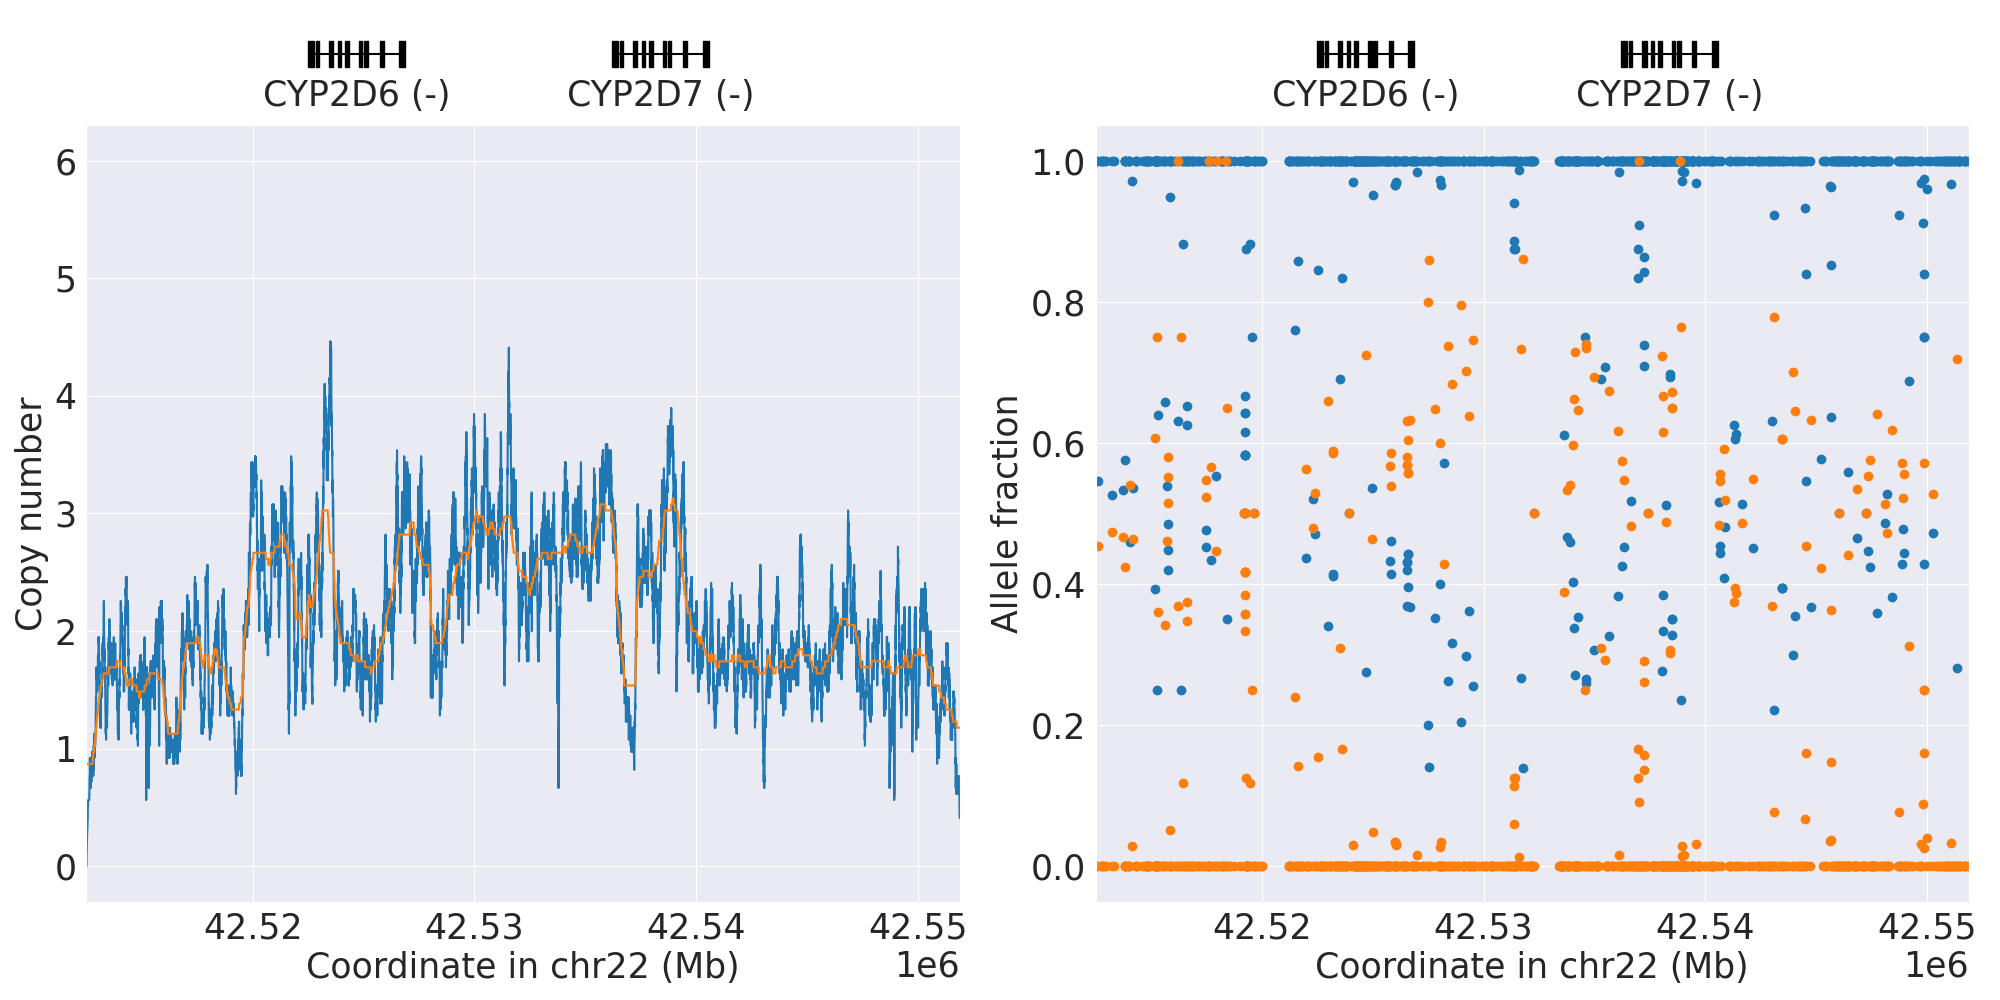 CYP2D6 (-)
CYP2D7 (-)
6
5
4
3
2
1
0
Copy number
42.52
42.53
42.54
42.55
Coordinate in chr22 (Mb)
1e6
CYP2D6 (-)
CYP2D7 (-)
1.0
0.8
0.6
0.4
0.2
0.0
Allele fraction
42.52
42.53
42.54
42.55
Coordinate in chr22 (Mb)
1e6